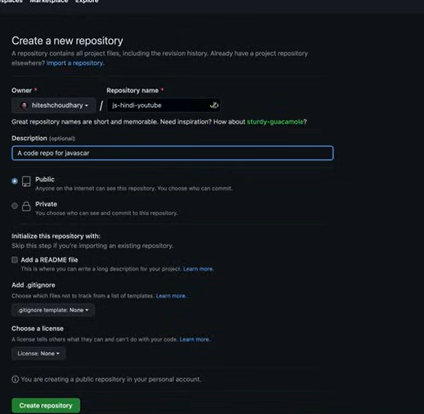 Marketplace Explore
Create a new repository
A repository contains all project files, including the revision history. Already have a project repository
elsewhere? Import a repository.
Owner * Repository name *
hiteshchoudhary / js-hindi-youtube
Great repository names are short and memorable. Need inspiration? How about sturdy-guacamole?
Description (optional)
A code repo for javascar
Public
Anyone on the internet can see this repository. You choose who can commit.
Private
You choose who can see and commit to this repository.
Initialize this repository with:
Skip this step if you're importing an existing repository.
Add a README file
This is where you can write a long description for your project. Learn more.
Add .gitignore
Choose which files not to track from a list of templates. Learn more.
.gitignore template: None
Choose a license
A license tells others what they can and can't do with your code. Learn more.
License: None
You are creating a public repository in your personal account.
Create repository